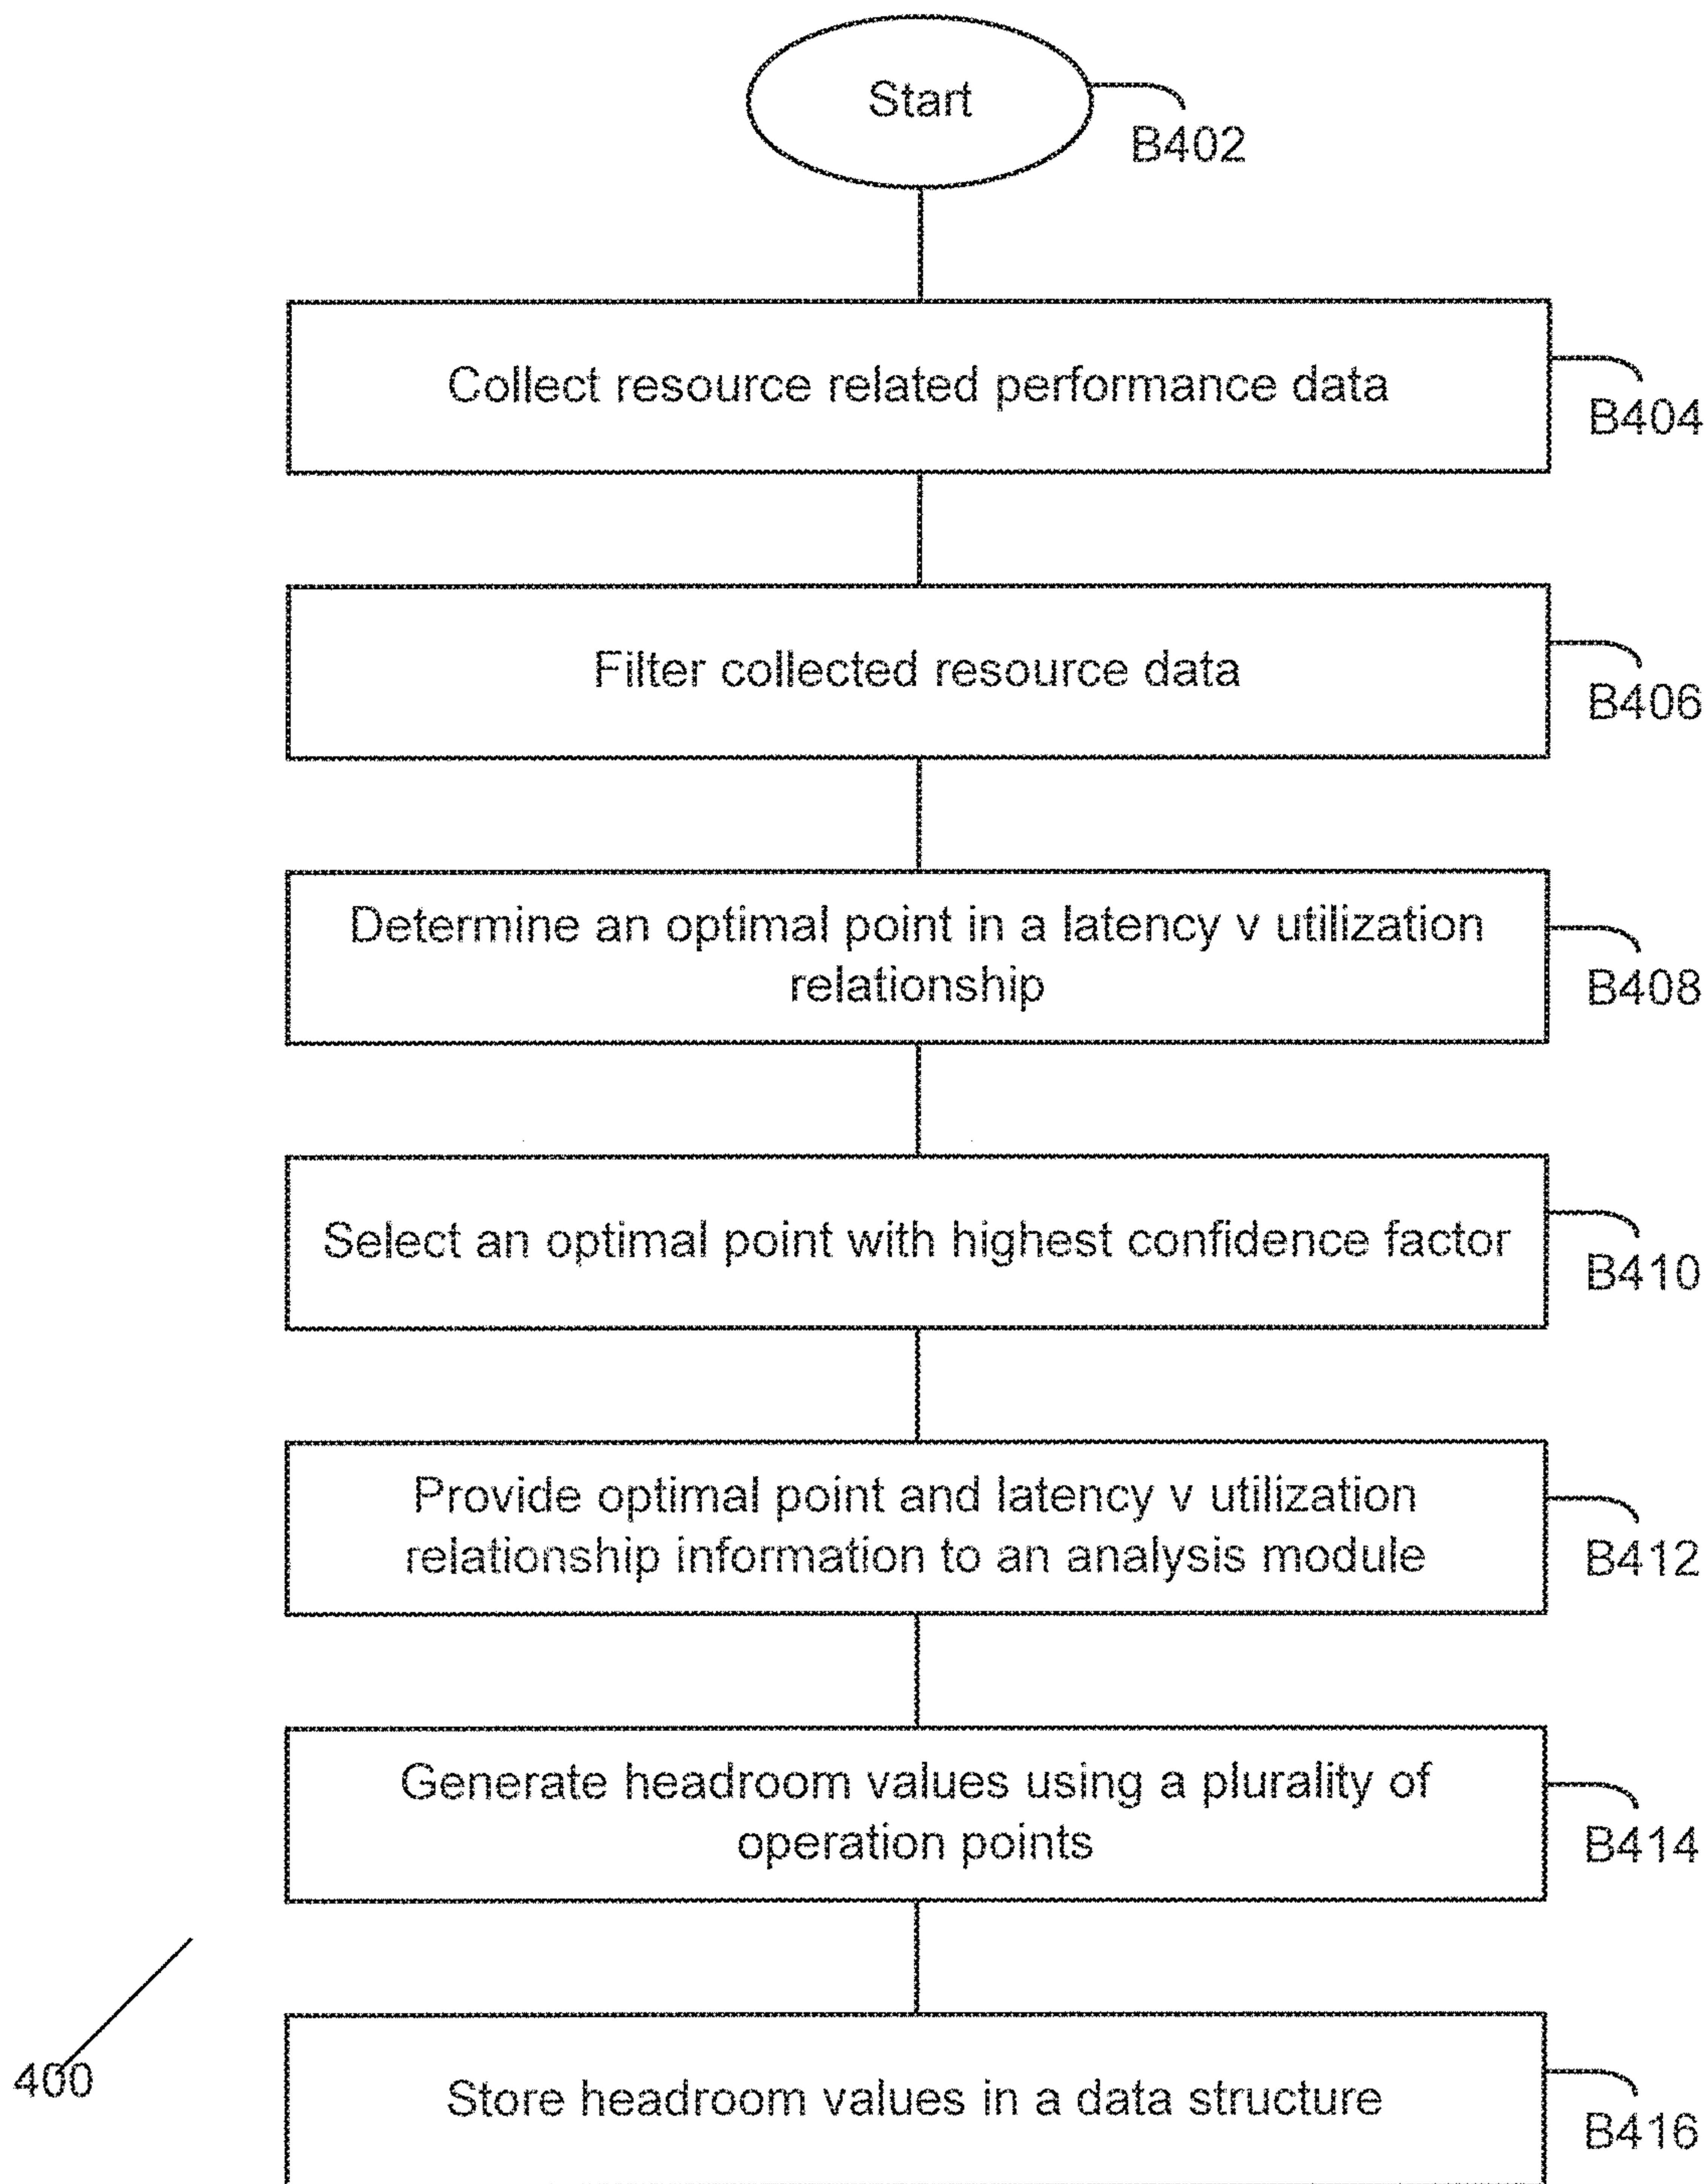 Start
B402
Collect resource related performance data
B404
Filter collected resource data
B406
Determine an optimal point in a latency v utilization
relationship
B408
Select an optimal point with highest confidence factor
B410
Provide optimal point and latency v utilization
relationship information to an analysis module
B412
Generate headroom values using a plurality of
operation points
B414
400
Store headroom values in a data structure
B416